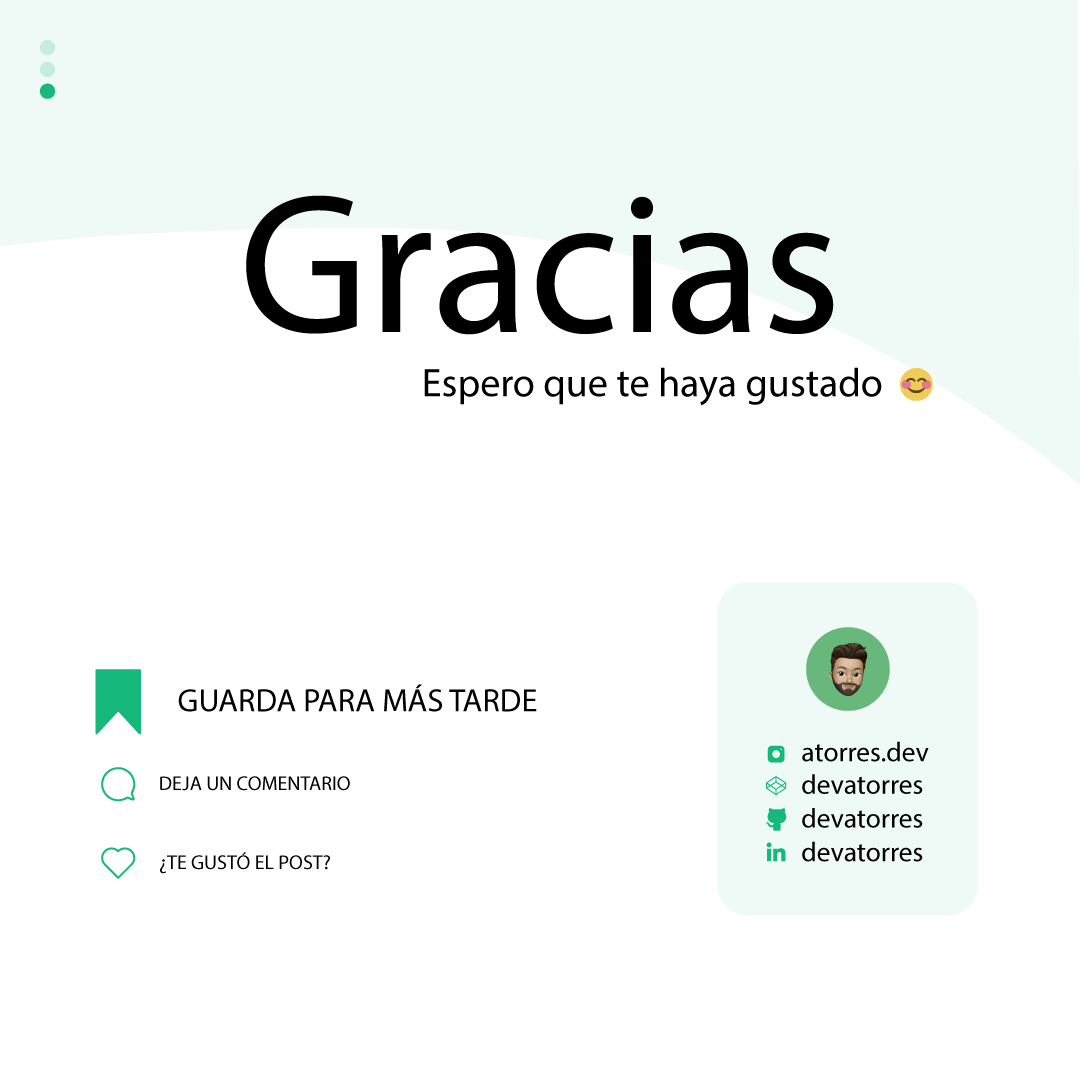 Gracias
Espero que te haya gustado 😊
GUARDA PARA MÁS TARDE
DEJA UN COMENTARIO
¿TE GUSTÓ EL POST?
atorres.dev
devatorres
devatorres
devatorres